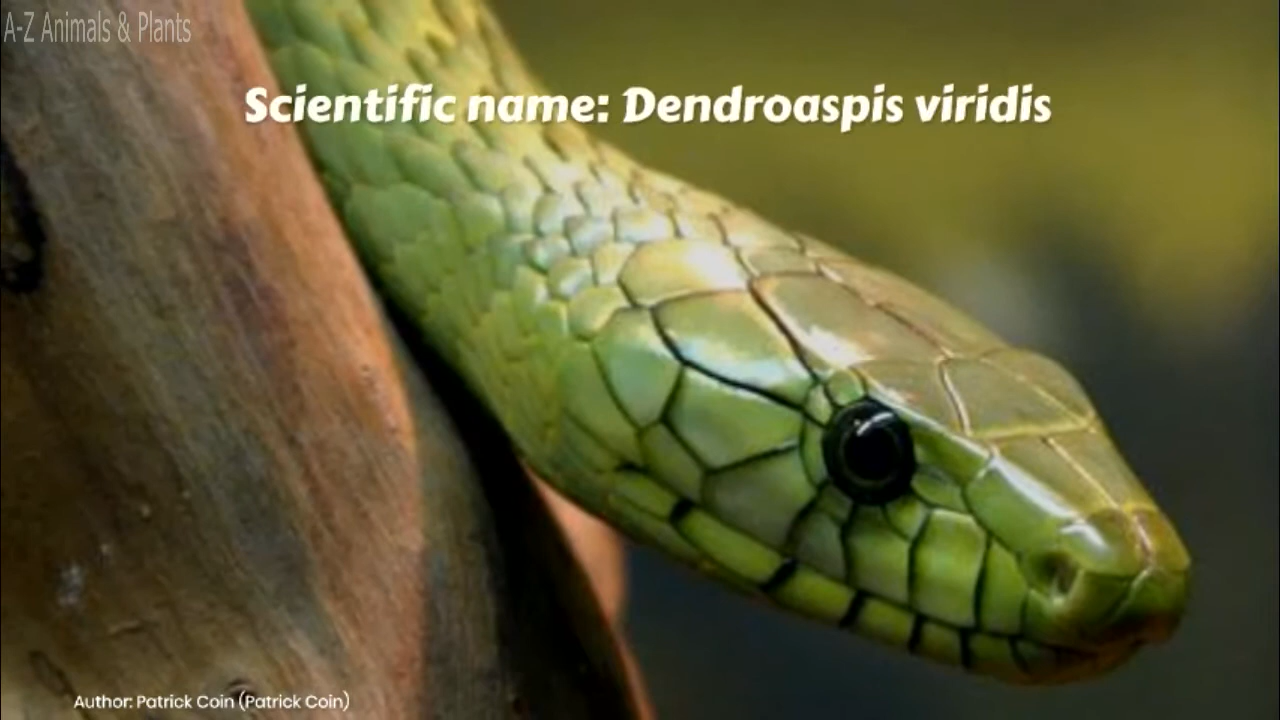 A-Z Animals & Plants
Scientific name: Dendroaspis viridis
Author: Patrick Coin (Patrick Coin)